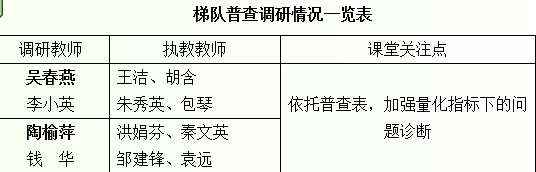 梯队普查调研情况一览表
调研教师 执教教师 课堂关注点
吴春燕 王洁、胡含
李小英 朱秀英、包琴
依托普查表，加强量化指标下的问
题诊断
陶榆萍 洪娟芬、秦文英
钱 华 邹建锋、袁远